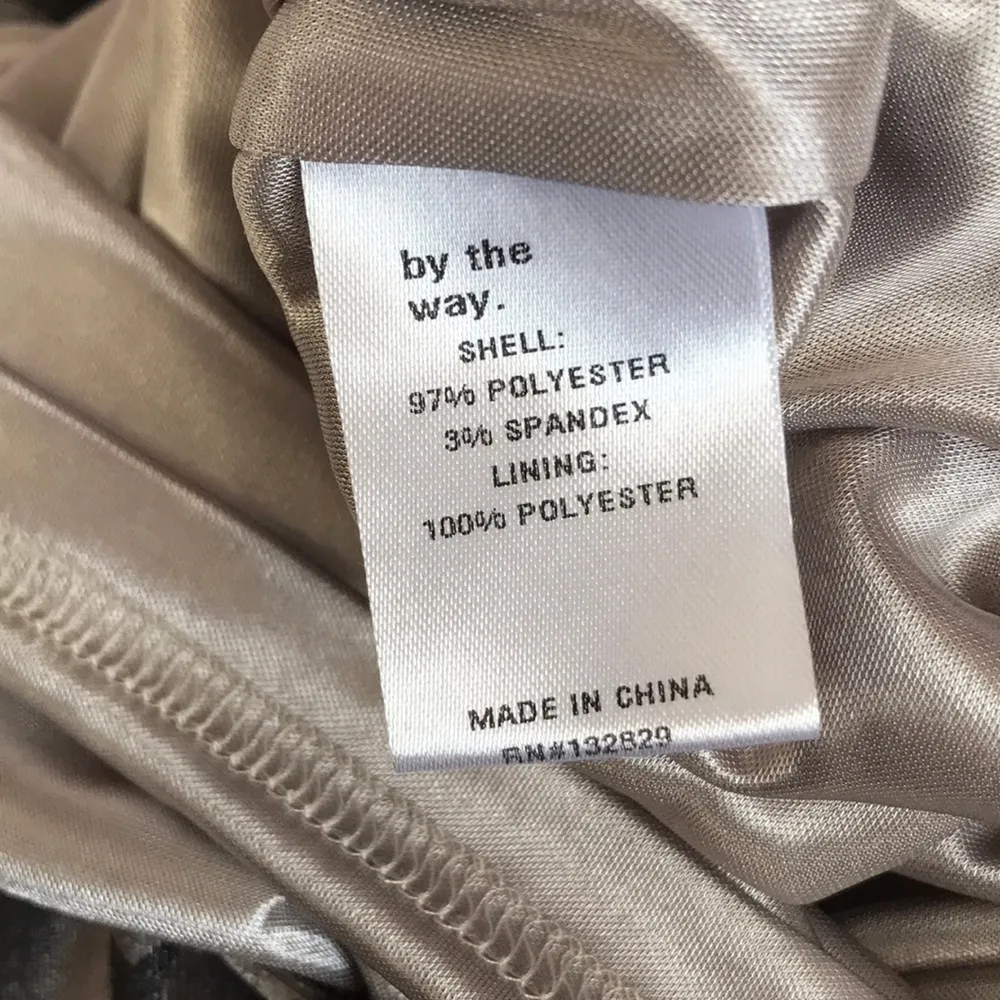 by the
way.
SHELL:
97% POLYESTER
3% SPANDEX
LINING:
100% POLYESTER
MADE IN CHINA
RN#132829